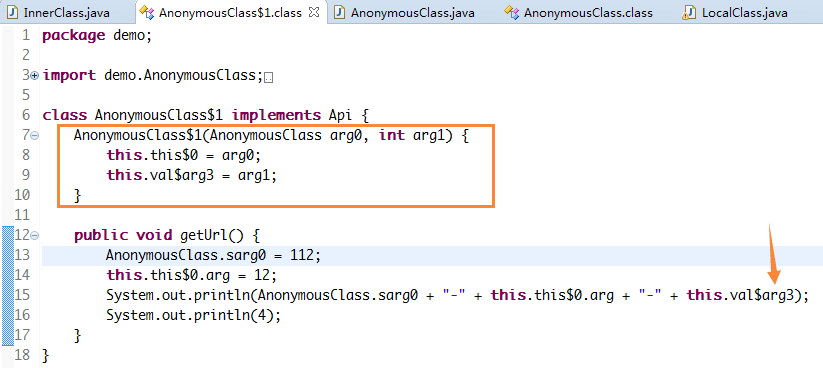 InnerClass.java AnonymousClass$1.class AnonymousClass.java AnonymousClass.class LocalClass.java
1 package demo;
2
3 import demo.AnonymousClass;
5
6 class AnonymousClass$1 implements Api {
7 AnonymousClass$1(AnonymousClass arg0, int arg1) {
8 this.this$0 = arg0;
9 this.val$arg3 = arg1;
10 }
11
12 public void getUrl() {
13 AnonymousClass.sarg0 = 112;
14 this.this$0.arg = 12;
15 System.out.println(AnonymousClass.sarg0 + "-" + this.this$0.arg + "-" + this.val$arg3);
16 System.out.println(4);
17 }
18 }